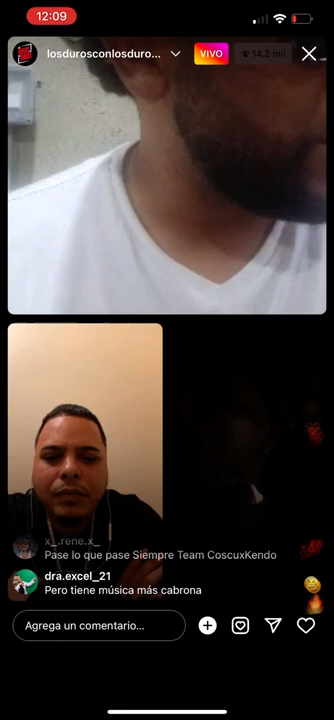 12:09
losdurosconlosduro...
VIVO
14.2 mil
x_.rene.x_
Pase lo que pase Siempre Team CoscuxKendo
dra.excel_21
Pero tiene música más cabrona
Agrega un comentario...